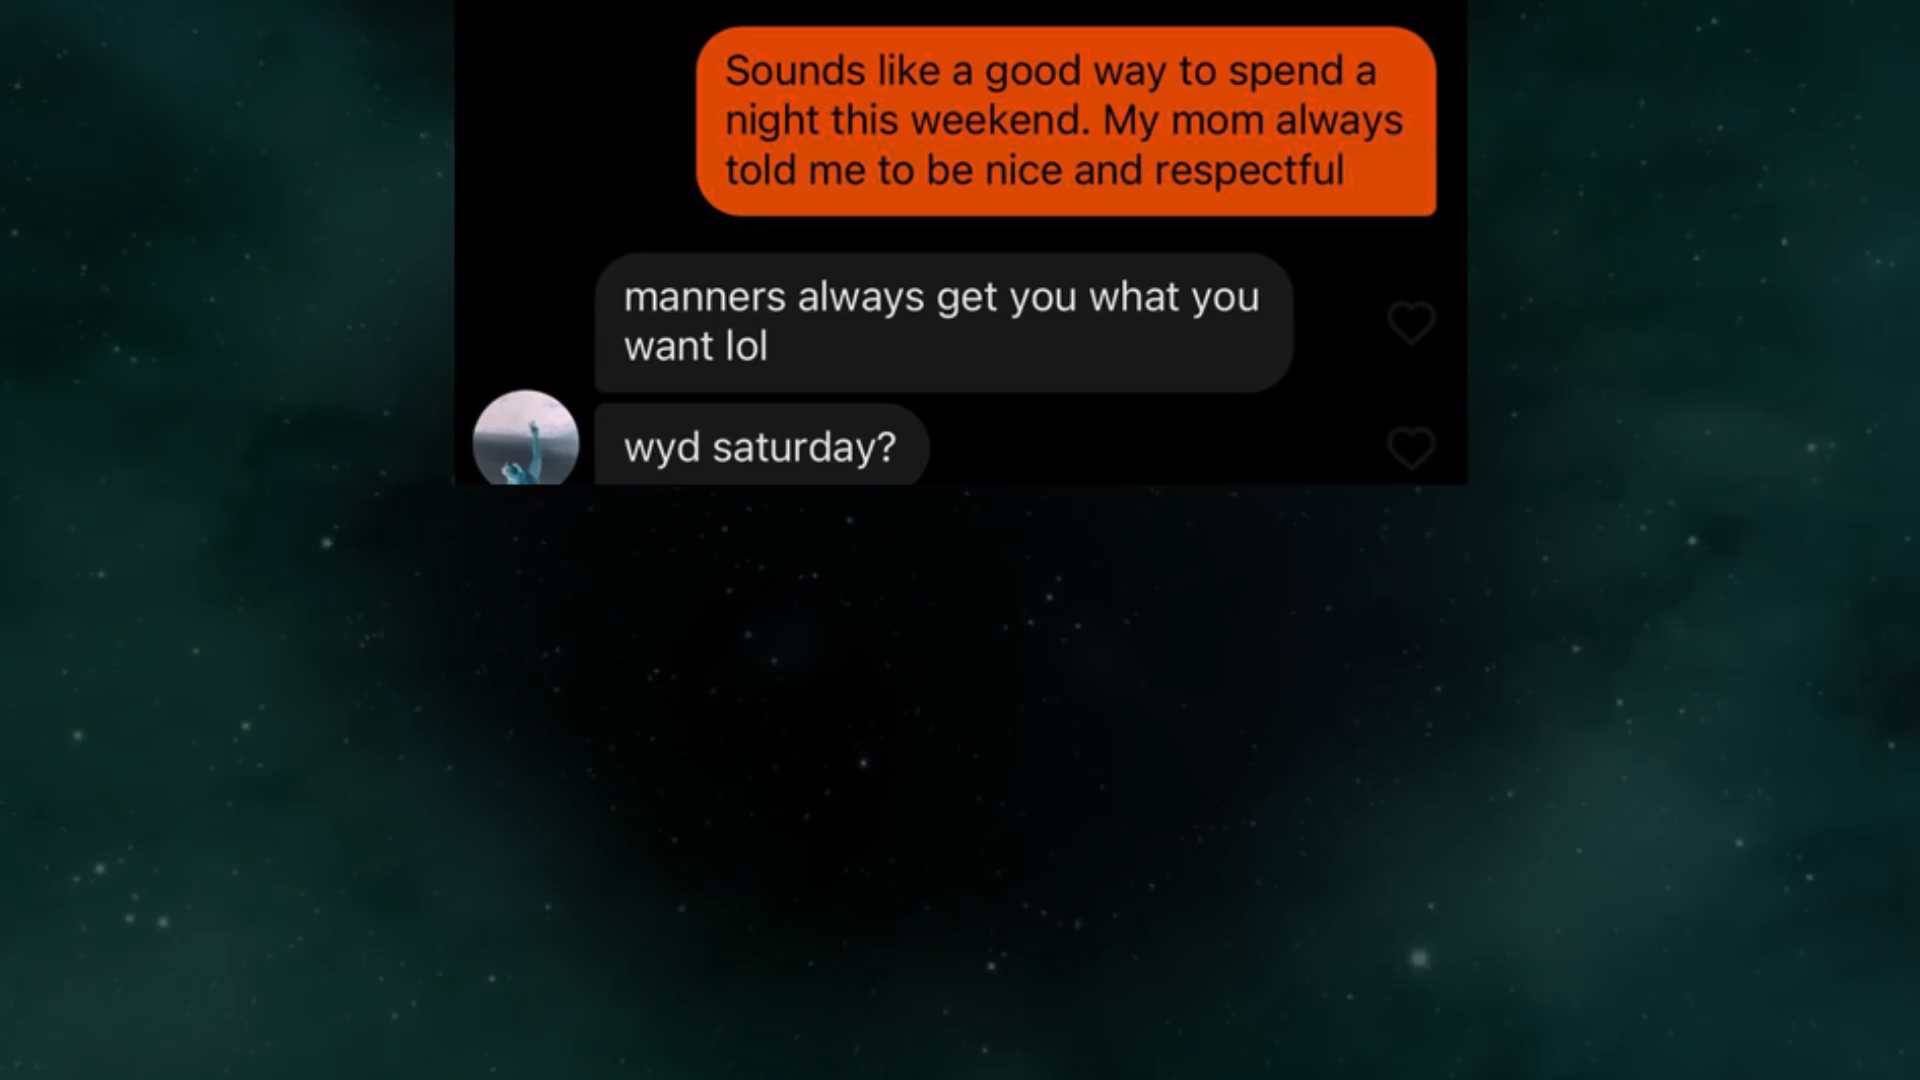 Sounds like a good way to spend a
night this weekend. My mom always
told me to be nice and respectful
manners always get you what you
want lol
wyd saturday?